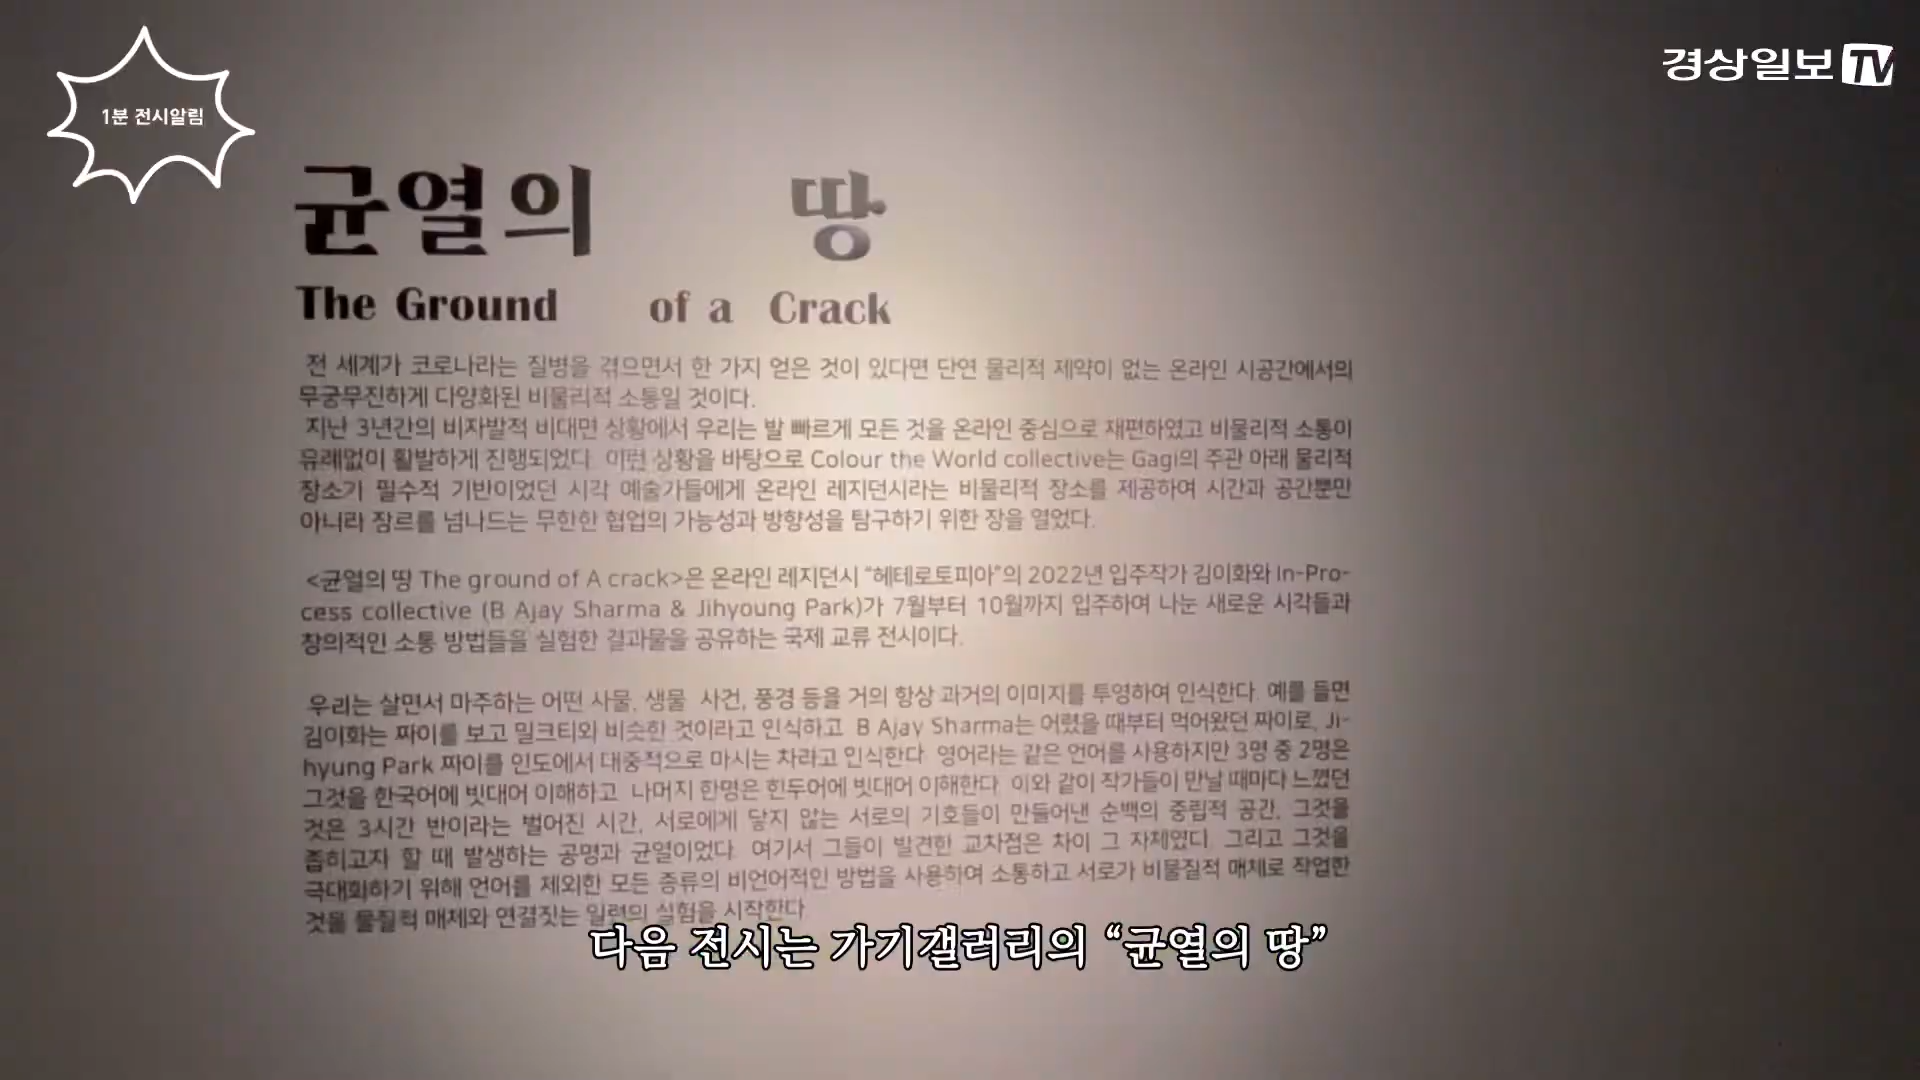 1분 전시알림
경상일보 TV
균열의 땅
The Ground of a Crack
전 세계가 코로나라는 질병을 겪으면서 한 가지 얻은 것이 있다면 단연 물리적 제약이 없는 온라인 시공간에서의
무궁무진하게 다양화된 비물리적 소통일 것이다.
지난 3년간의 비자발적 비대면 상황에서 우리는 발 빠르게 모든 것을 온라인 중심으로 재편하였고 비물리적 소통이
유례없이 활발하게 진행되었다. 이런 상황을 바탕으로 Colour the World collective는 Gagi의 주관 아래 물리적
장소가 필수적 기반이었던 시각 예술가들에게 온라인 레지던시라는 비물리적 장소를 제공하여 시간과 공간뿐만
아니라 장르를 넘나드는 무한한 협업의 가능성과 방향성을 탐구하기 위한 장을 열었다.
<균열의 땅 The ground of A crack>은 온라인 레지던시 "헤테로토피아"의 2022년 입주작가 김이화와 In-Pro-
cess collective (B Ajay Sharma & Jihyoung Park)가 7월부터 10월까지 입주하여 나눈 새로운 시각들과
창의적인 소통 방법들을 실험한 결과물을 공유하는 국제 교류 전시이다.
우리는 살면서 마주하는 어떤 사물, 생물, 사건, 풍경 등을 거의 항상 과거의 이미지를 투영하여 인식한다. 예를 들면
김이화는 짜이를 보고 밀크티와 비슷한 것이라고 인식하고, B Ajay Sharma는 어렸을 때부터 먹어왔던 짜이로, Ji-
hyung Park 짜이를 인도에서 대중적으로 마시는 차라고 인식한다. 영어라는 같은 언어를 사용하지만 3명 중 2명은
그것을 한국어에 빗대어 이해하고, 나머지 한명은 힌두어에 빗대어 이해한다. 이와 같이 작가들이 만날 때마다 느꼈던
것은 3시간 반이라는 벌어진 시간, 서로에게 닿지 않는 서로의 기호들이 만들어낸 순백의 중립적 공간, 그것을
좁히고자 할 때 발생하는 공명과 균열이었다. 여기서 그들이 발견한 교차점은 차이 그 자체였다. 그리고 그것을
극대화하기 위해 언어를 제외한 모든 종류의 비언어적인 방법을 사용하여 소통하고 서로가 비물질적 매체로 작업한
것을 물질적 매체와 연결짓는 일련의 실험을 시작한다.
다음 전시는 가기갤러리의 “균열의 땅”